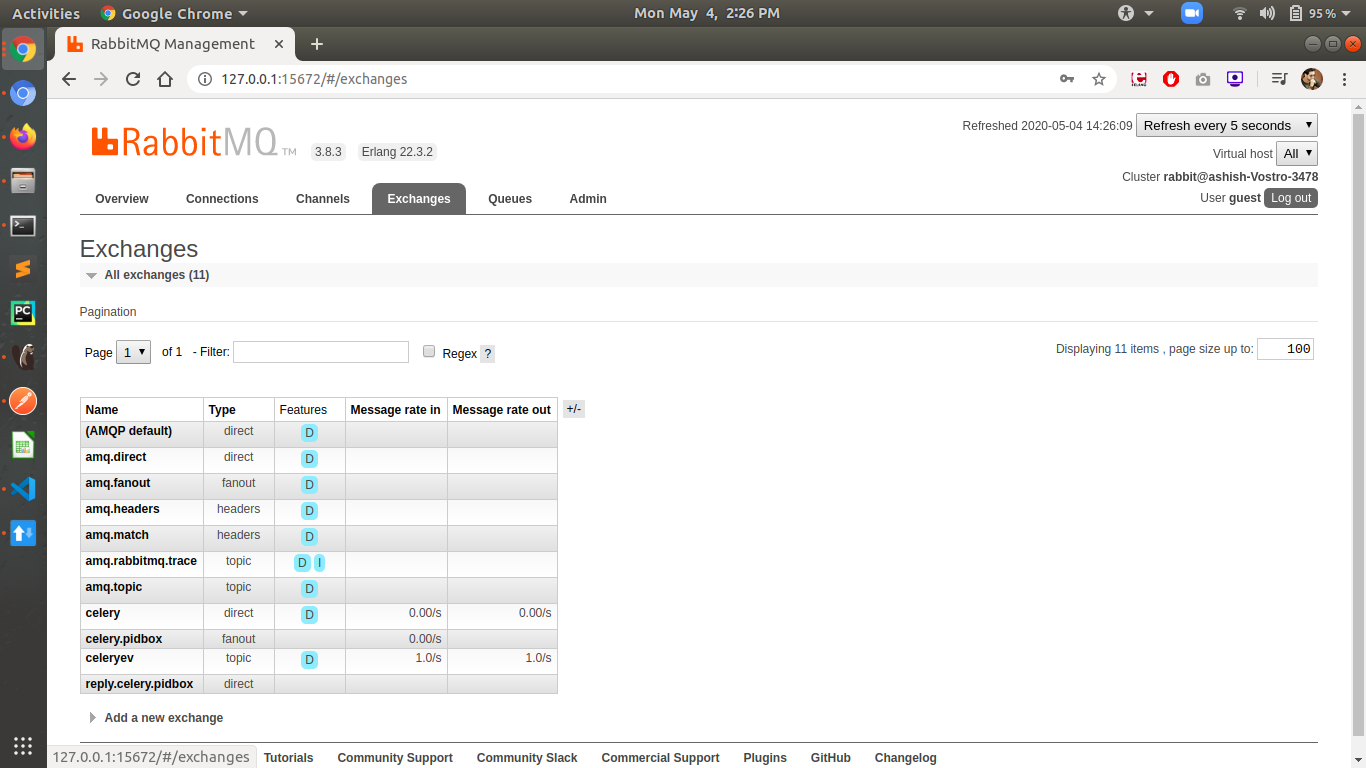 Activities Google Chrome Mon May 4, 2:26 PM 95%
RabbitMQ Management
127.0.0.1:15672/#/exchanges
RabbitMQ TM 3.8.3 Erlang 22.3.2
Refreshed 2020-05-04 14:26:09 Refresh every 5 seconds
Virtual host All
Cluster rabbit@ashish-Vostro-3478
User guest Log out
Overview Connections Channels Exchanges Queues Admin
Exchanges
All exchanges (11)
Pagination
Page 1 of 1 - Filter: Regex ? Displaying 11 items , page size up to: 100
Name Type Features Message rate in Message rate out +/-
(AMQP default) direct D
amq.direct direct D
amq.fanout fanout D
amq.headers headers D
amq.match headers D
amq.rabbitmq.trace topic D I
amq.topic topic D
celery direct D 0.00/s 0.00/s
celery.pidbox fanout 0.00/s
celeryev topic D 1.0/s 1.0/s
reply.celery.pidbox direct
Add a new exchange
127.0.0.1:15672/#/exchanges Tutorials Community Support Community Slack Commercial Support Plugins GitHub Changelog